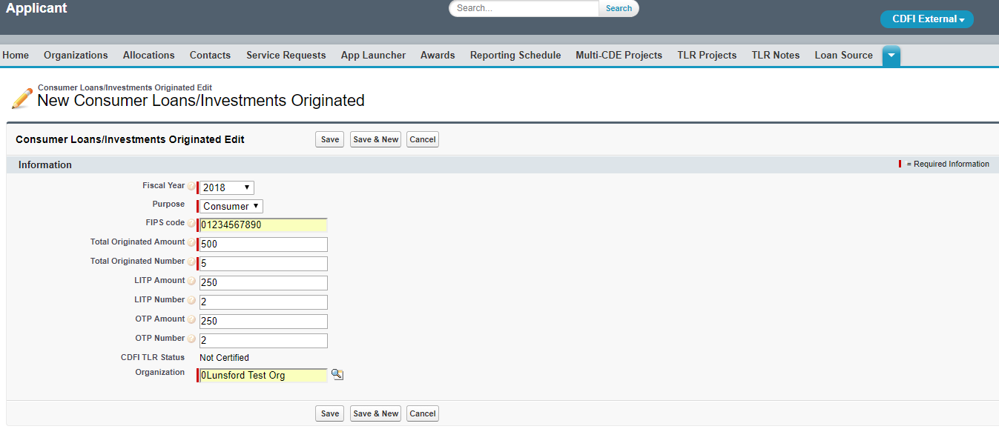 Applicant
Search... Search
CDFI External
Home Organizations Allocations Contacts Service Requests App Launcher Awards Reporting Schedule Multi-CDE Projects TLR Projects TLR Notes Loan Source
Consumer Loans/Investments Originated Edit
New Consumer Loans/Investments Originated
Consumer Loans/Investments Originated Edit Save Save & New Cancel
Information = Required Information
Fiscal Year ? 2018
Purpose Consumer
FIPS code ? 01234567890
Total Originated Amount ? 500
Total Originated Number ? 5
LITP Amount ? 250
LITP Number ? 2
OTP Amount ? 250
OTP Number ? 2
CDFI TLR Status Not Certified
Organization 0Lunsford Test Org
Save Save & New Cancel